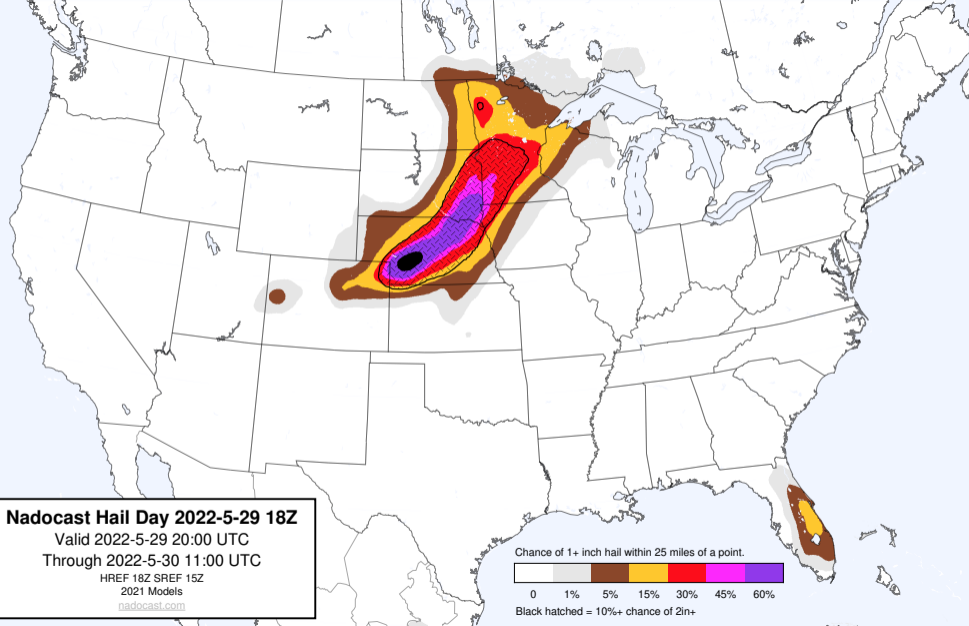 Nadocast Hail Day 2022-5-29 18Z
Valid 2022-5-29 20:00 UTC
Through 2022-5-30 11:00 UTC
HREF 18Z SREF 15Z
2021 Models
nadocast.com
Chance of 1+ inch hail within 25 miles of a point.
0 1% 5% 15% 30% 45% 60%
Black hatched = 10%+ chance of 2in+